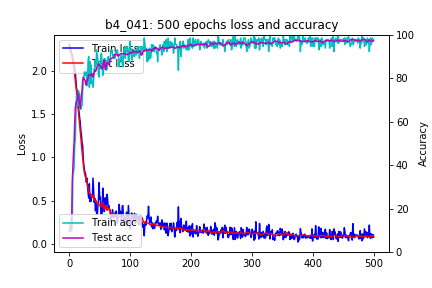 b4_041: 500 epochs loss and accuracy
Train loss
Test loss
Train acc
Test acc
Loss
Accuracy
2.0
1.5
1.0
0.5
0.0
100
80
60
40
20
0
0
100
200
300
400
500